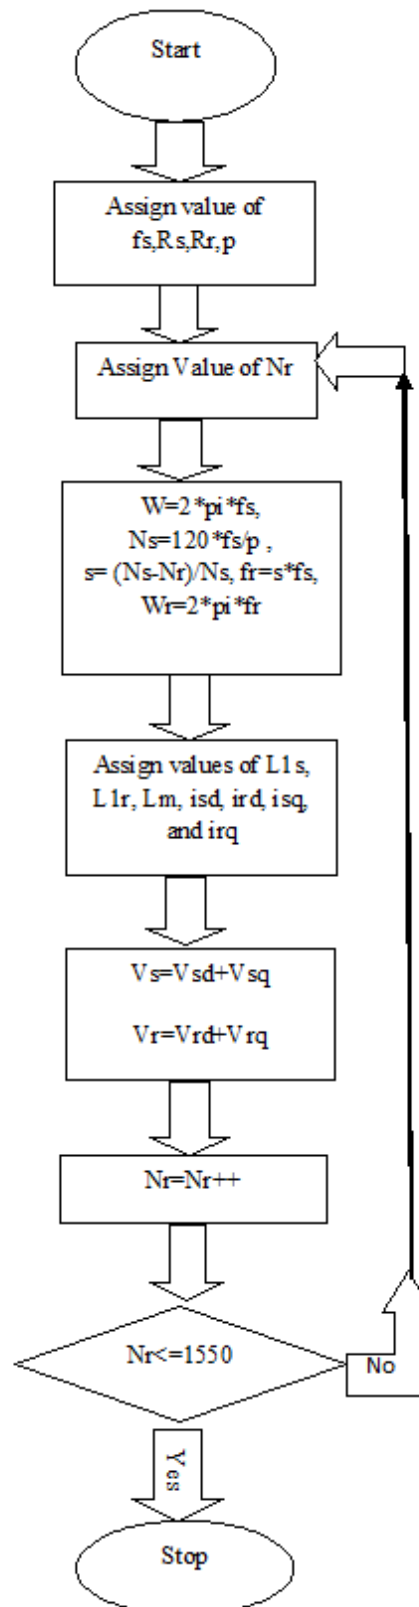 Start
Assign value of
fs,Rs,Rr,p
Assign Value of Nr
W=2*pi*fs,
Ns=120*fs/p ,
s= (Ns-Nr)/Ns, fr=s*fs,
Wr=2*pi*fr
Assign values of L1s,
L1r, Lm, isd, ird, isq,
and irq
Vs=Vsd+Vsq
Vr=Vrd+Vrq
Nr=Nr++
Nr<=1550
No
Yes
Stop